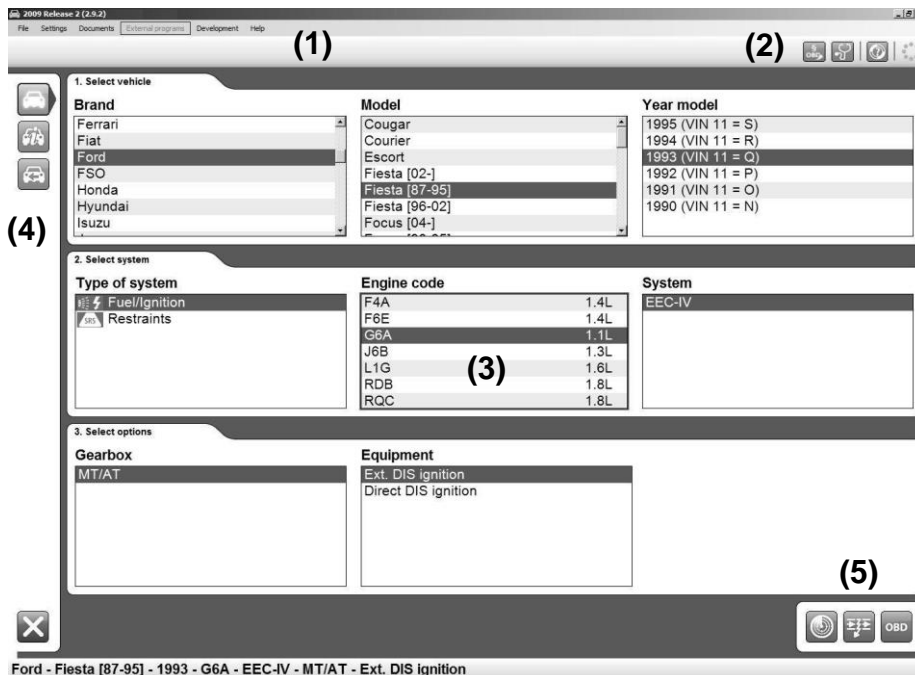 2009 Release 2 (2.9.2)
File Settings Documents External programs Development Help
(1)
(2)
OBD
1. Select vehicle
Brand Model Year model
Ferrari Cougar 1995 (VIN 11 = S)
Fiat Courier 1994 (VIN 11 = R)
Ford Escort 1993 (VIN 11 = Q)
FSO Fiesta [02-] 1992 (VIN 11 = P)
Honda Fiesta [87-95] 1991 (VIN 11 = O)
Hyundai Fiesta [96-02] 1990 (VIN 11 = N)
Isuzu Focus [04-]
(4)
2. Select system
Type of system Engine code System
Fuel/Ignition F4A 1.4L EEC-IV
SRS Restraints F6E 1.4L
G6A 1.1L
J6B 1.3L
L1G 1.6L
RDB 1.8L
RQC 1.8L
(3)
3. Select options
Gearbox Equipment
MT/AT Ext. DIS ignition
Direct DIS ignition
(5)
OBD
Ford - Fiesta [87-95] - 1993 - G6A - EEC-IV - MT/AT - Ext. DIS ignition